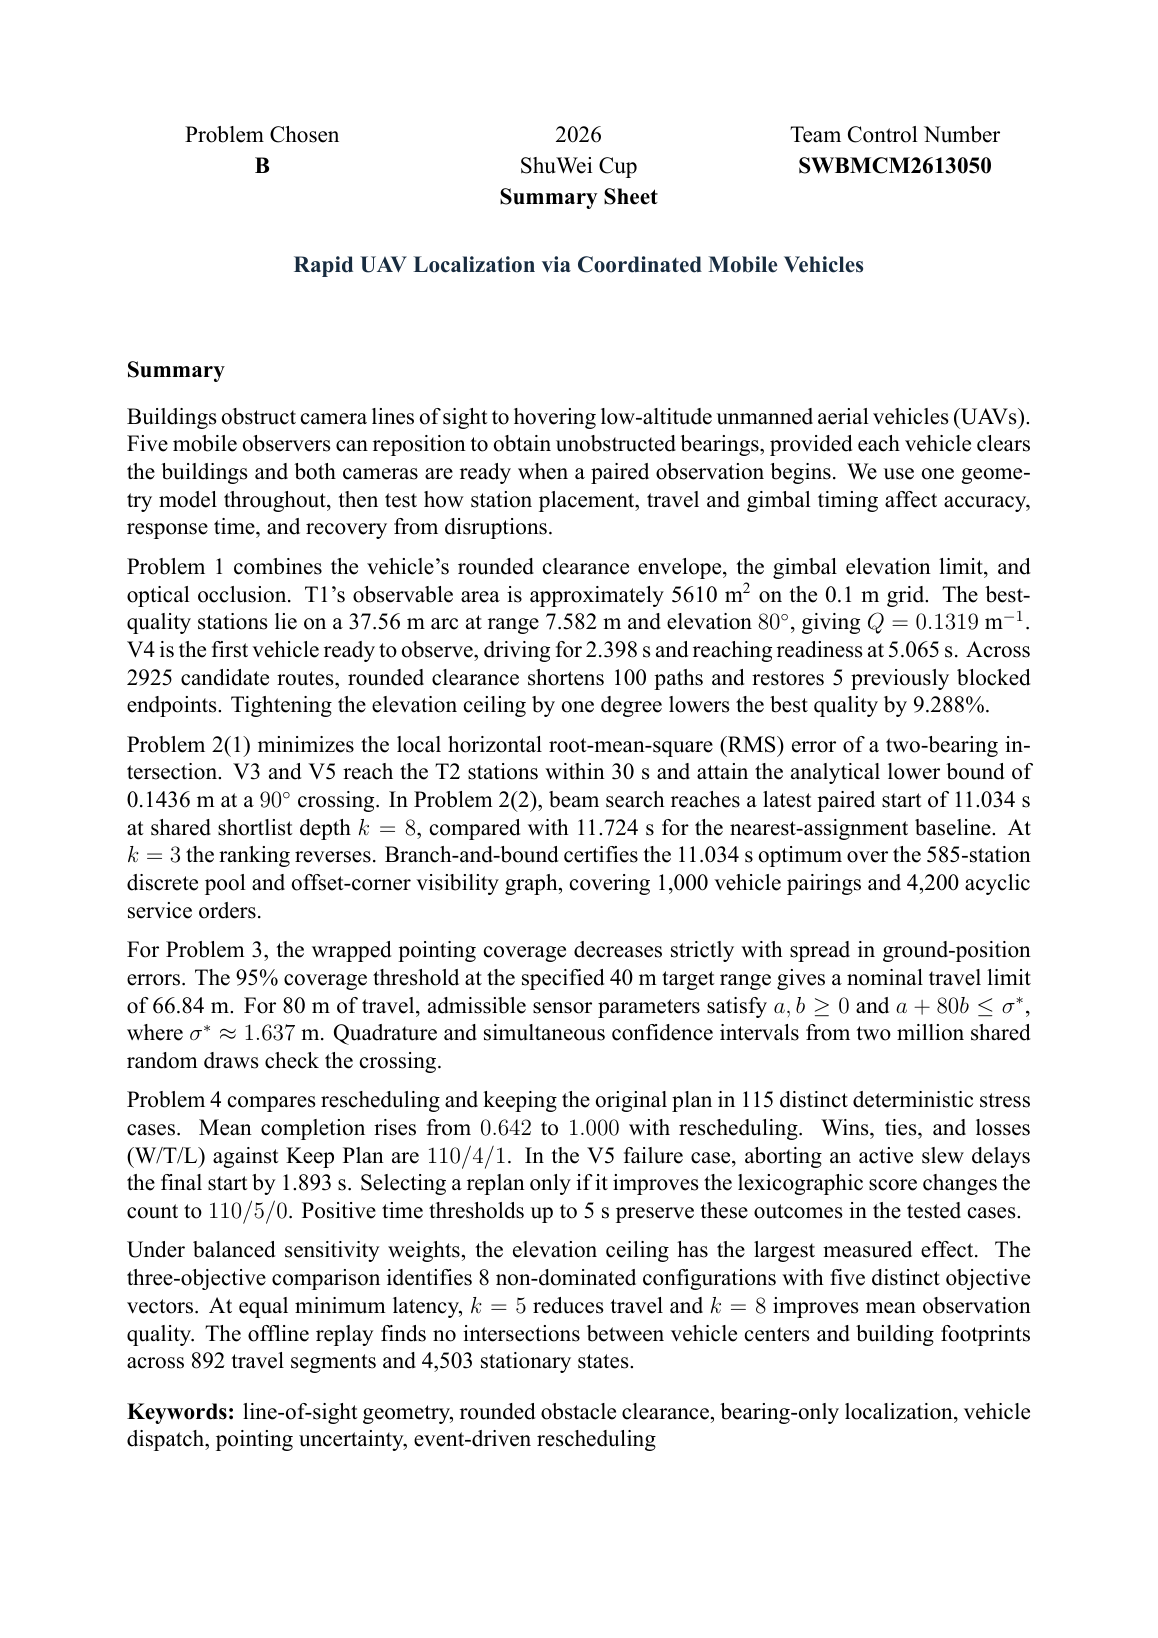 Problem Chosen
B
2026
ShuWei Cup
Summary Sheet
Team Control Number
SWBMCM2613050
Rapid UAV Localization via Coordinated Mobile Vehicles
Summary
Buildings obstruct camera lines of sight to hovering low-altitude unmanned aerial vehicles (UAVs).
Five mobile observers can reposition to obtain unobstructed bearings, provided each vehicle clears
the buildings and both cameras are ready when a paired observation begins. We use one geome-
try model throughout, then test how station placement, travel and gimbal timing affect accuracy,
response time, and recovery from disruptions.
Problem 1 combines the vehicle's rounded clearance envelope, the gimbal elevation limit, and
optical occlusion. T1's observable area is approximately 5610 m² on the 0.1 m grid. The best-
quality stations lie on a 37.56 m arc at range 7.582 m and elevation 80°, giving Q = 0.1319 m⁻¹.
V4 is the first vehicle ready to observe, driving for 2.398 s and reaching readiness at 5.065 s. Across
2925 candidate routes, rounded clearance shortens 100 paths and restores 5 previously blocked
endpoints. Tightening the elevation ceiling by one degree lowers the best quality by 9.288%.
Problem 2(1) minimizes the local horizontal root-mean-square (RMS) error of a two-bearing in-
tersection. V3 and V5 reach the T2 stations within 30 s and attain the analytical lower bound of
0.1436 m at a 90° crossing. In Problem 2(2), beam search reaches a latest paired start of 11.034 s
at shared shortlist depth k = 8, compared with 11.724 s for the nearest-assignment baseline. At
k = 3 the ranking reverses. Branch-and-bound certifies the 11.034 s optimum over the 585-station
discrete pool and offset-corner visibility graph, covering 1,000 vehicle pairings and 4,200 acyclic
service orders.
For Problem 3, the wrapped pointing coverage decreases strictly with spread in ground-position
errors. The 95% coverage threshold at the specified 40 m target range gives a nominal travel limit
of 66.84 m. For 80 m of travel, admissible sensor parameters satisfy a, b ≥ 0 and a + 80b ≤ σ*,
where σ* ≈ 1.637 m. Quadrature and simultaneous confidence intervals from two million shared
random draws check the crossing.
Problem 4 compares rescheduling and keeping the original plan in 115 distinct deterministic stress
cases. Mean completion rises from 0.642 to 1.000 with rescheduling. Wins, ties, and losses
(W/T/L) against Keep Plan are 110/4/1. In the V5 failure case, aborting an active slew delays
the final start by 1.893 s. Selecting a replan only if it improves the lexicographic score changes the
count to 110/5/0. Positive time thresholds up to 5 s preserve these outcomes in the tested cases.
Under balanced sensitivity weights, the elevation ceiling has the largest measured effect. The
three-objective comparison identifies 8 non-dominated configurations with five distinct objective
vectors. At equal minimum latency, k = 5 reduces travel and k = 8 improves mean observation
quality. The offline replay finds no intersections between vehicle centers and building footprints
across 892 travel segments and 4,503 stationary states.
Keywords: line-of-sight geometry, rounded obstacle clearance, bearing-only localization, vehicle
dispatch, pointing uncertainty, event-driven rescheduling